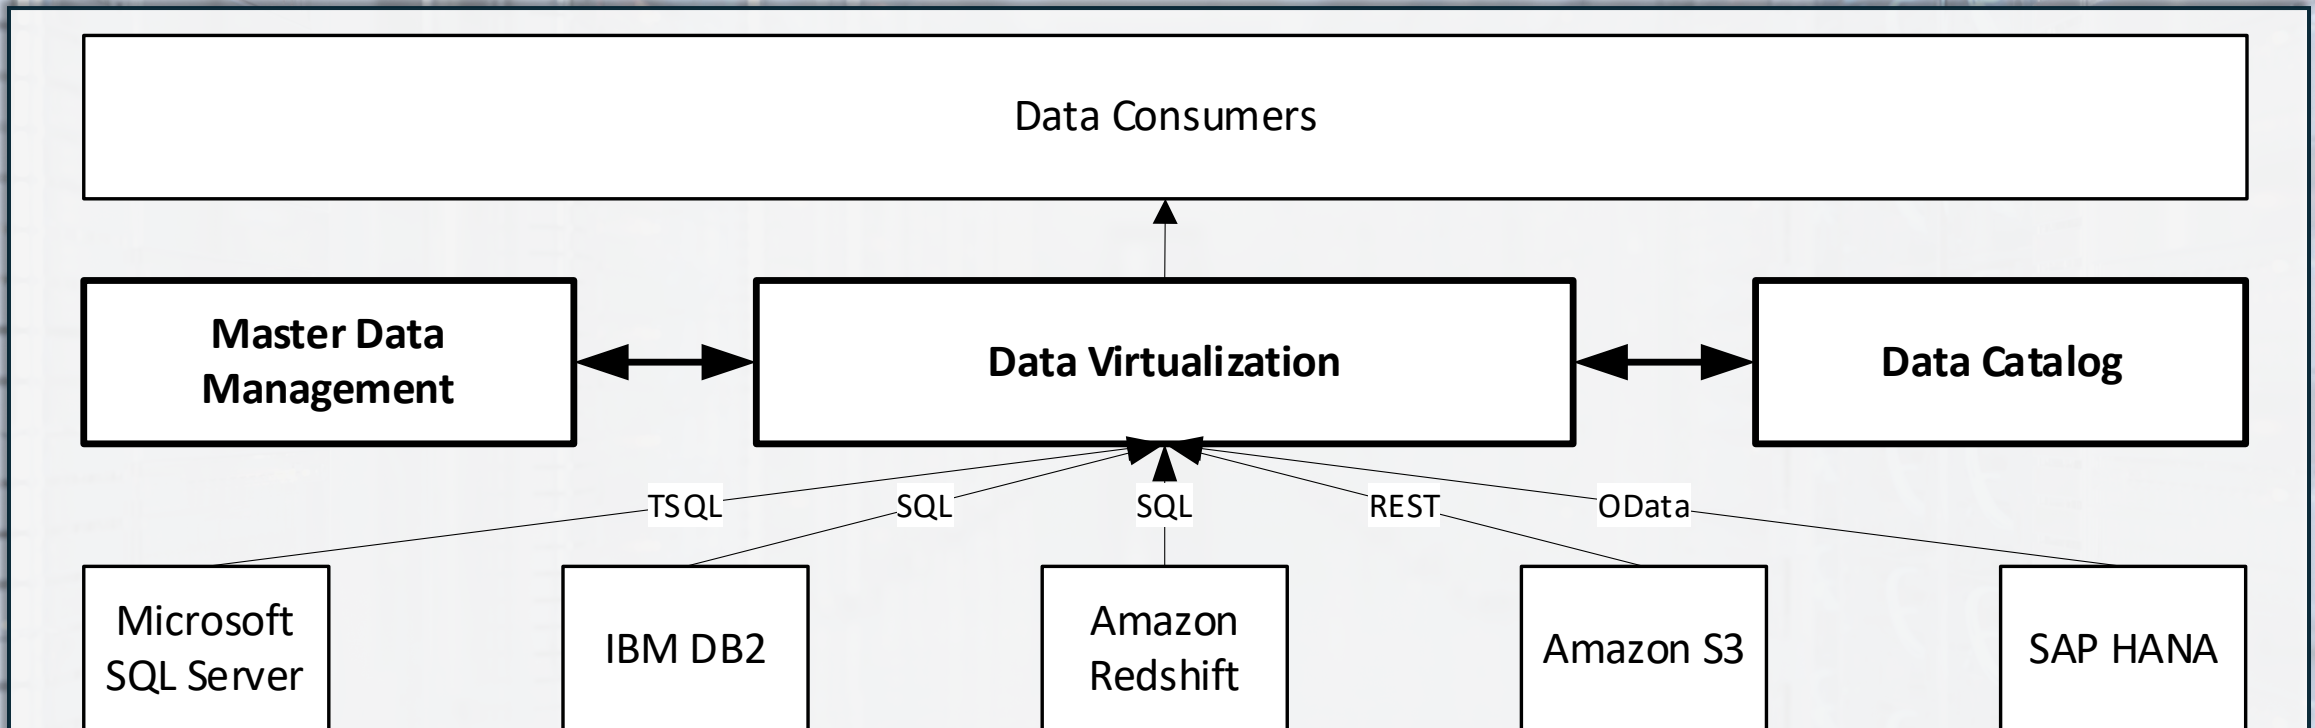 Data Consumers
Master Data
Management
Data Virtualization
Data Catalog
TSQL
SQL
SQL
REST
OData
Microsoft
SQL Server
IBM DB2
Amazon
Redshift
Amazon S3
SAP HANA